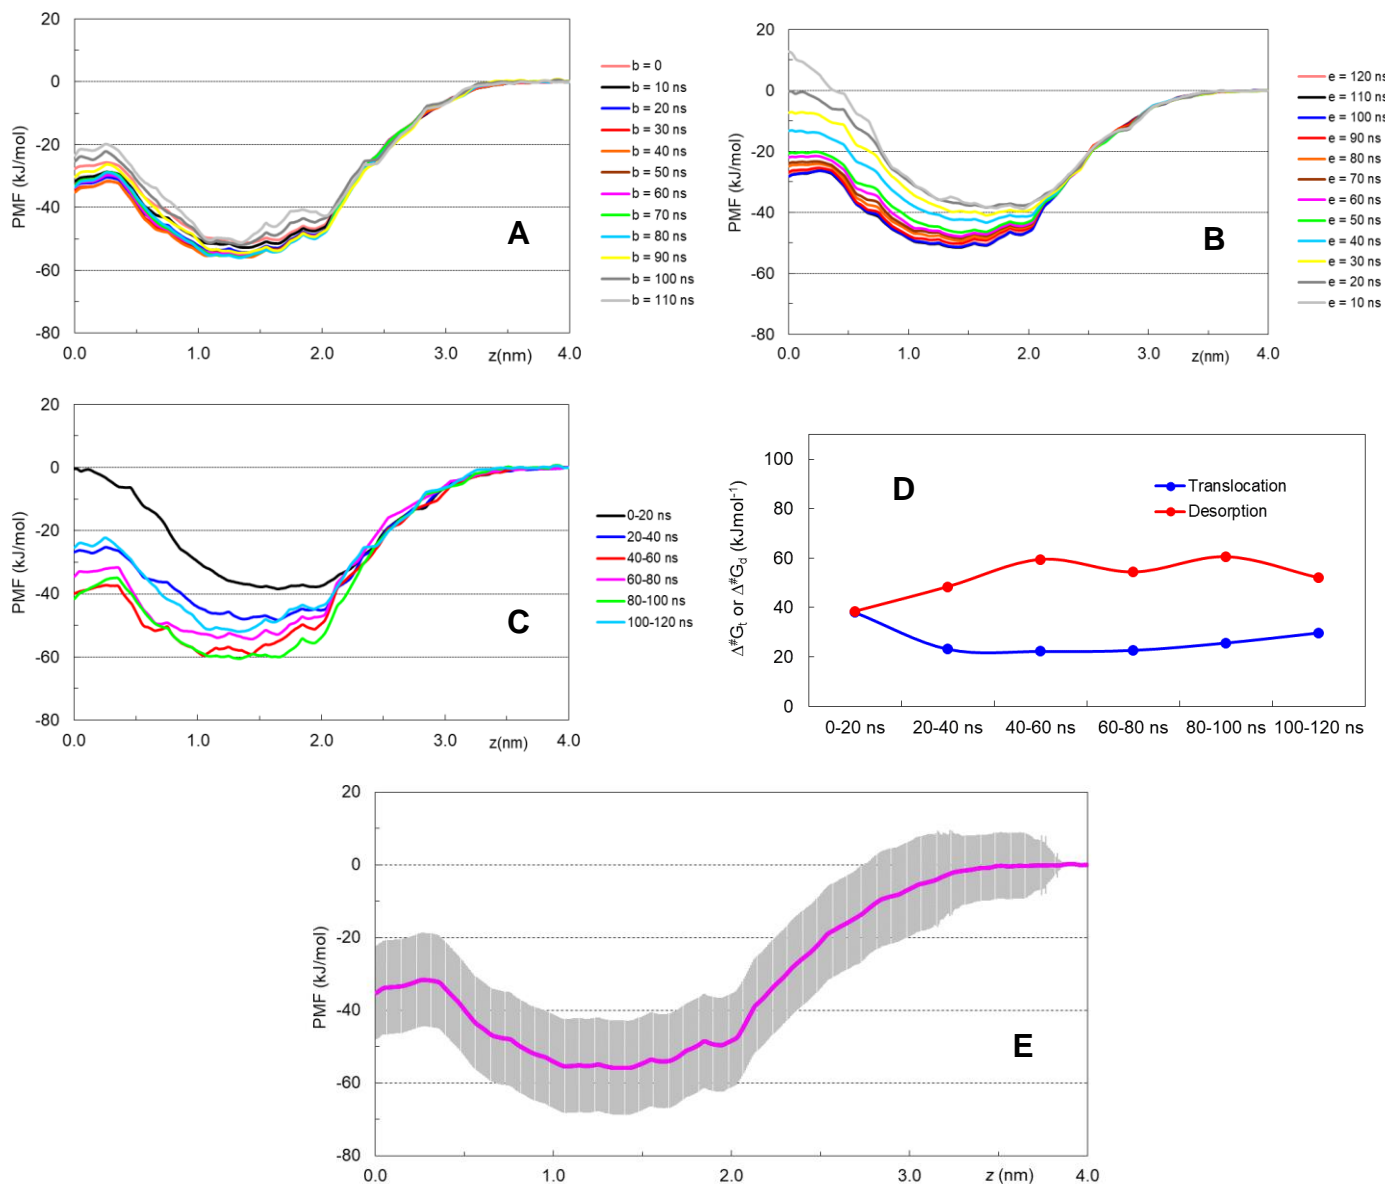 20
0
-20
-40
-60
-80
PMF (kJ/mol)
0.0 1.0 2.0 3.0 z(nm) 4.0
A
b = 0
b = 10 ns
b = 20 ns
b = 30 ns
b = 40 ns
b = 50 ns
b = 60 ns
b = 70 ns
b = 80 ns
b = 90 ns
b = 100 ns
b = 110 ns
20
0
-20
-40
-60
-80
PMF (kJ/mol)
0.0 1.0 2.0 3.0 z(nm) 4.0
B
e = 120 ns
e = 110 ns
e = 100 ns
e = 90 ns
e = 80 ns
e = 70 ns
e = 60 ns
e = 50 ns
e = 40 ns
e = 30 ns
e = 20 ns
e = 10 ns
20
0
-20
-40
-60
-80
PMF (kJ/mol)
0.0 1.0 2.0 3.0 z(nm) 4.0
C
0-20 ns
20-40 ns
40-60 ns
60-80 ns
80-100 ns
100-120 ns
100
80
60
40
20
0
Δ#Gt or Δ#Gd (kJmol-1)
D
Translocation
Desorption
0-20 ns 20-40 ns 40-60 ns 60-80 ns 80-100 ns 100-120 ns
20
0
-20
-40
-60
-80
PMF (kJ/mol)
0.0 1.0 2.0 3.0 z (nm) 4.0
E